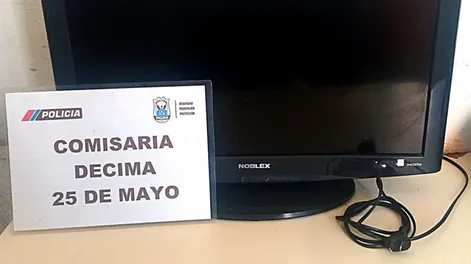 POLICIA
COMISARIA
DECIMA
25 DE MAYO
NOBLEX
HDMI